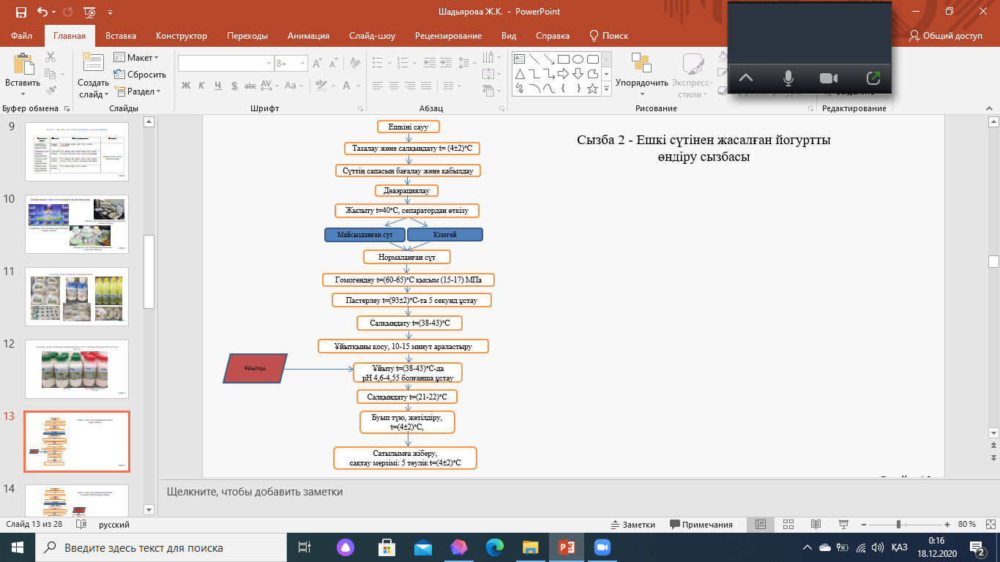 Шадьярова Ж.К. - PowerPoint
Файл
Главная
Вставка
Конструктор
Переходы
Анимация
Слайд-шоу
Рецензирование
Вид
Справка
Поиск
Общий доступ
Вставить
Создать слайд
Макет
Сбросить
Раздел
8+
Ж К Ч S abc AV Aa
Упорядочить
Экспресс-стили
Буфер обмена
Слайды
Шрифт
Абзац
Рисование
Редактирование
9
10
11
12
13
14
Ешкіні сауу
Тазалау және салқындату t= (4±2)°С
Сүттің сапасын бағалау және қабылдау
Деаэрациялау
Жылыту t=40°С, сепаратордан өткізу
Майсызданған сүт
Кілегей
Нормаланған сүт
Гомогендеу t=(60-65)°С қысым (15-17) МПа
Пастерлеу t=(93±2)°С-та 5 секунд ұстау
Салқындату t=(38-43)°С
Ұйытқыны қосу, 10-15 минут араластыру
Ұйытқы
Ұйыту t=(38-43)°С-да
рН 4,6-4,55 болғанша ұстау
Салқындату t=(21-22)°С
Буып түю, жетілдіру,
t=(4±2)°С,
Сатылымға жіберу,
сақтау мерзімі: 5 тәулік t=(4±2)°С
Сызба 2 - Ешкі сүтінен жасалған йогуртты
өндіру сызбасы
Щелкните, чтобы добавить заметки
Слайд 13 из 28
русский
Заметки
Примечания
80 %
Введите здесь текст для поиска
ҚАЗ
0:16
18.12.2020
2